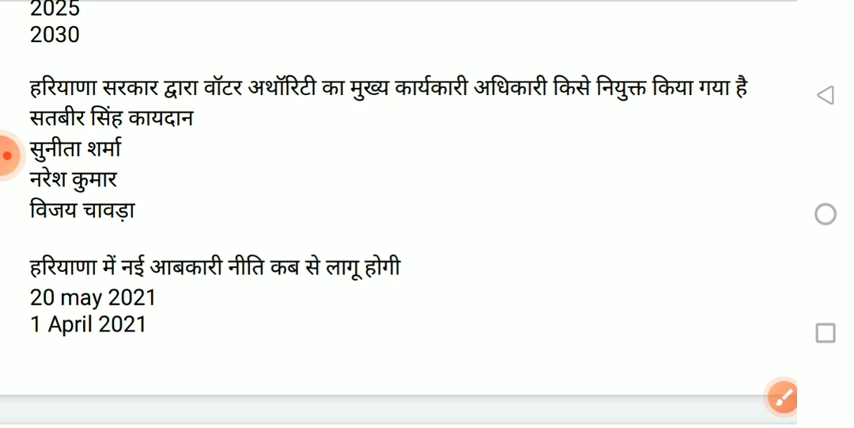 2025
2030
हरियाणा सरकार द्वारा वॉटर अथॉरिटी का मुख्य कार्यकारी अधिकारी किसे नियुक्त किया गया है
सतबीर सिंह कायदान
सुनीता शर्मा
नरेश कुमार
विजय चावड़ा
हरियाणा में नई आबकारी नीति कब से लागू होगी
20 may 2021
1 April 2021